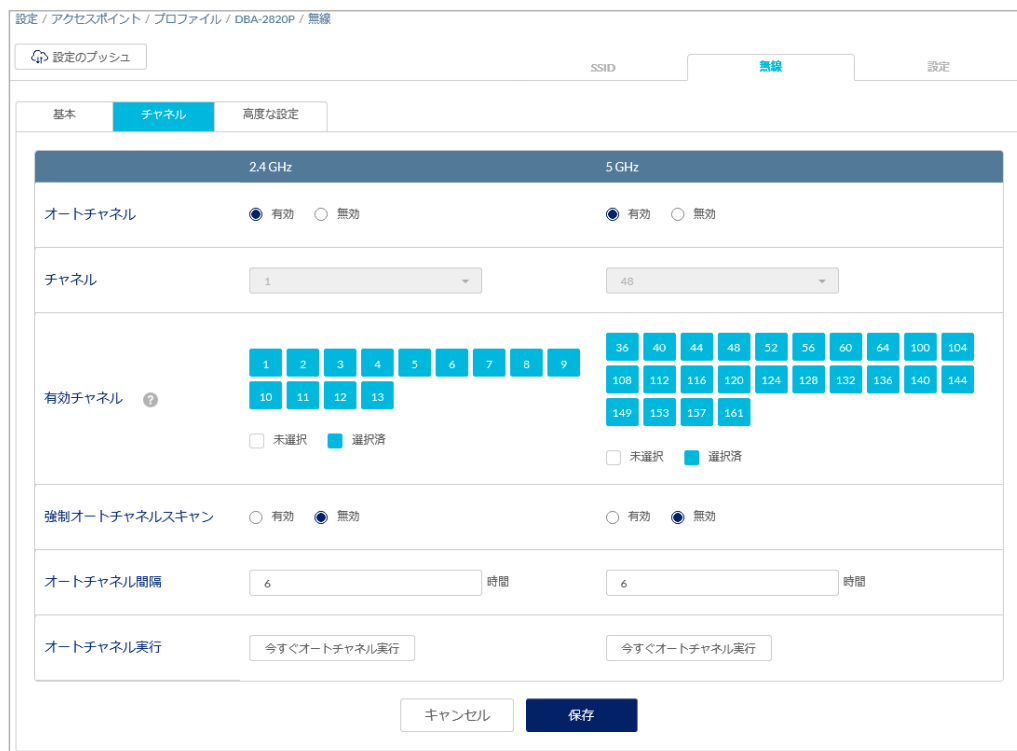 設定 / アクセスポイント / プロファイル / DBA-2820P / 無線
設定のプッシュ
SSID 無線 設定
基本 チャネル 高度な設定
2.4 GHz 5 GHz
オートチャネル 有効 無効 有効 無効
チャネル 1 48
有効チャネル ?
1 2 3 4 5 6 7 8 9
10 11 12 13
未選択 選択済
36 40 44 48 52 56 60 64 100 104
108 112 116 120 124 128 132 136 140 144
149 153 157 161
未選択 選択済
強制オートチャネルスキャン 有効 無効 有効 無効
オートチャネル間隔 6 時間 6 時間
オートチャネル実行 今すぐオートチャネル実行 今すぐオートチャネル実行
キャンセル 保存